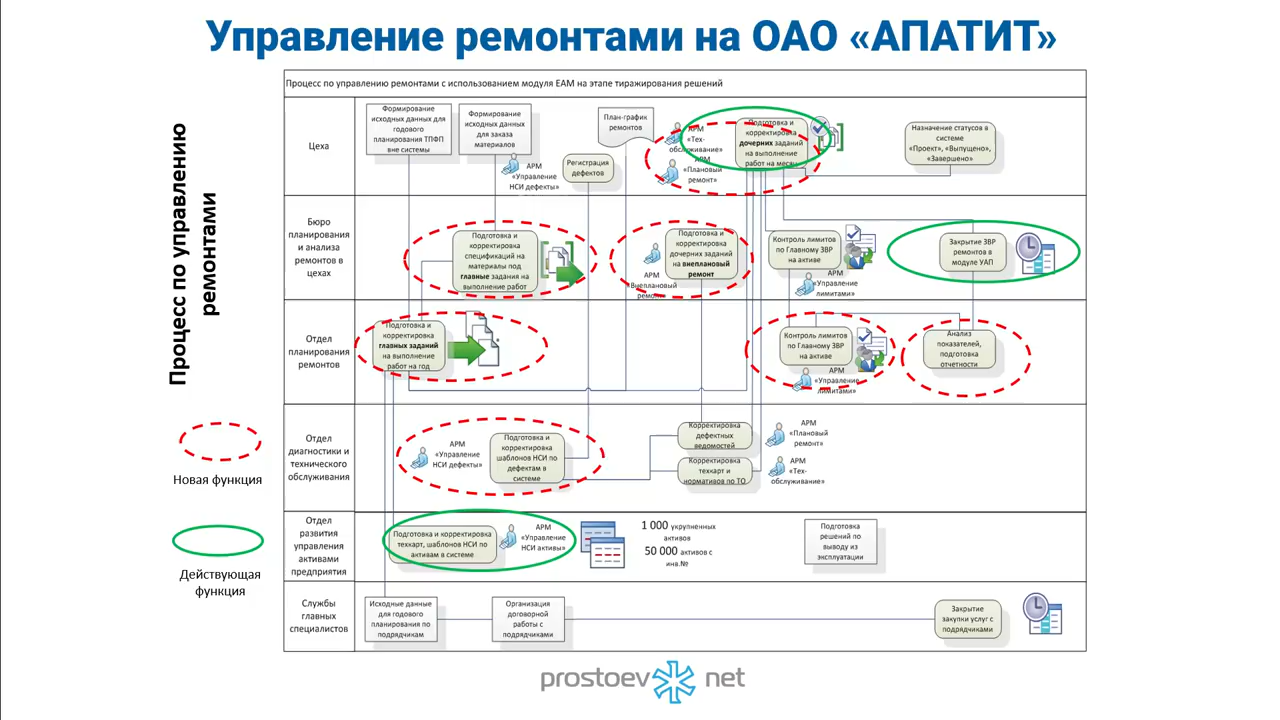 Управление ремонтами на ОАО «АПАТИТ»
Процесс по управлению ремонтами с использованием модуля ЕАМ на этапе тиражирования решений
Процесс по управлению
ремонтами
Цеха
Формирование
исходных данных для
годового
планирования ТПФП
вне системы
Формирование
исходных данных
для заказа
материалов
АРМ
«Управление
НСИ дефекты»
Регистрация
дефектов
План-график
ремонтов
АРМ
«Тех-
обслуживание»
АРМ
«Плановый
ремонт»
Подготовка и
корректировка
дочерних заданий
на выполнение
работ на месяц
Назначение статусов в
системе
«Проект», «Выпущено»,
«Завершено»
Бюро
планирования
и анализа
ремонтов в
цехах
Подготовка и
корректировка
спецификаций на
материалы под
главные задания на
выполнение работ
АРМ
«Внеплановый
ремонт»
Подготовка и
корректировка
дочерних заданий
на внеплановый
ремонт
Контроль лимитов
по Главному ЗВР
на активе
АРМ
«Управление
лимитами»
Закрытие ЗВР
ремонтов в
модуле УАП
Отдел
планирования
ремонтов
Подготовка и
корректировка
главных заданий
на выполнение
работ на год
Контроль лимитов
по Главному ЗВР
на активе
АРМ
«Управление
лимитами»
Анализ
показателей,
подготовка
отчетности
Отдел
диагностики и
технического
обслуживания
АРМ
«Управление
НСИ дефекты»
Подготовка и
корректировка
шаблонов НСИ по
дефектам в
системе
Корректировка
дефектных
ведомостей
АРМ
«Плановый
ремонт»
Корректировка
техкарт и
нормативов по ТО
АРМ
«Тех-
обслуживание»
Новая функция
Действующая
функция
Отдел
развития
управления
активами
предприятия
Подготовка и корректировка
техкарт, шаблонов НСИ по
активам в системе
АРМ
«Управление
НСИ активы»
1 000 укрупненных
активов
50 000 активов с
инв.№
Подготовка
решений по
выводу из
эксплуатации
Службы
главных
специалистов
Исходные данные
для годового
планирования по
подрядчикам
Организация
договорной
работы с
подрядчиками
Закрытие
закупки услуг с
подрядчиками
prostoev net